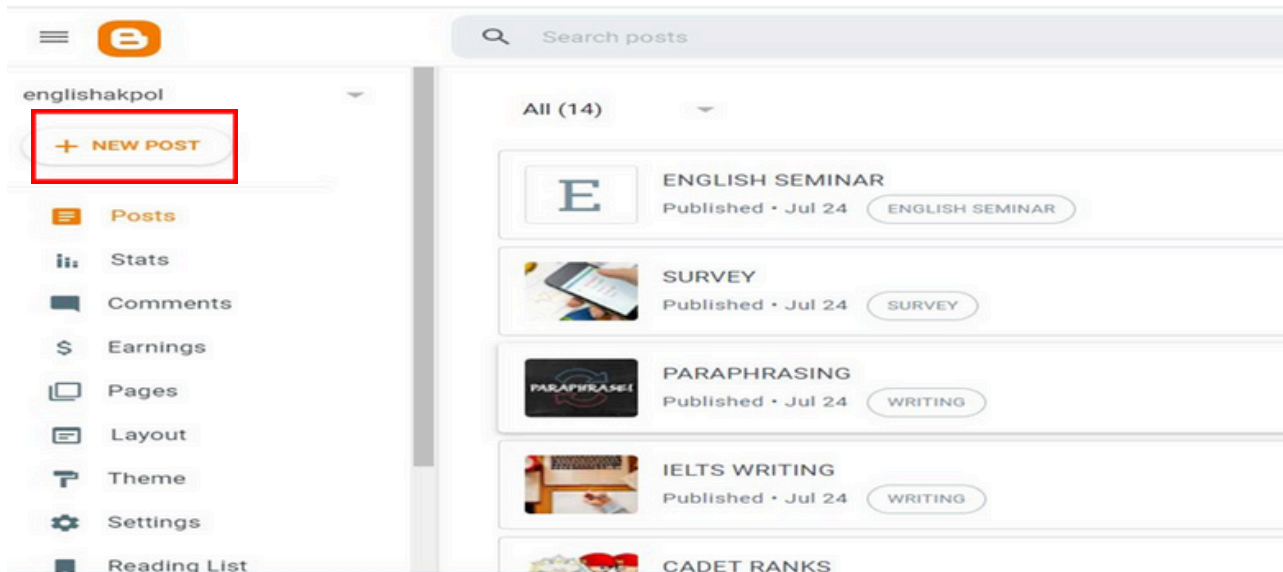 Search posts
englishakpol
All (14)
+ NEW POST
Posts
Stats
Comments
Earnings
Pages
Layout
Theme
Settings
Reading List
E
ENGLISH SEMINAR
Published • Jul 24 ENGLISH SEMINAR
SURVEY
Published • Jul 24 SURVEY
PARAPHRASE!
PARAPHRASING
Published • Jul 24 WRITING
IELTS WRITING
Published • Jul 24 WRITING
CADET RANKS